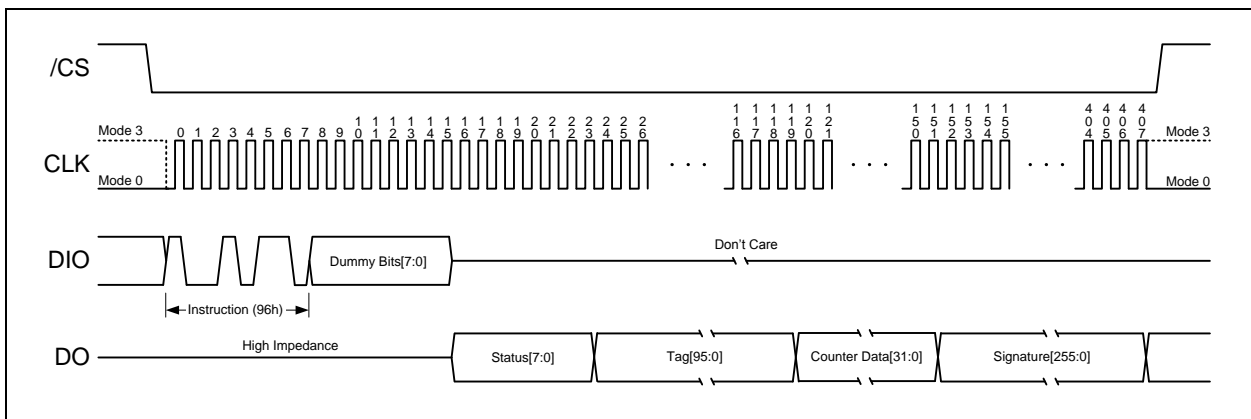 /CS
Mode 3
0 1 2 3 4 5 6 7 8 9 10 11 12 13 14 15 16 17 18 19 20 21 22 23 24 25 26 116 117 118 119 120 121 150 151 152 153 154 155 404 405 406 407
Mode 3
CLK
. . .
. . .
. . .
Mode 0
Mode 0
DIO
Dummy Bits[7:0]
Don't Care
Instruction (96h)
DO
High Impedance
Status[7:0]
Tag[95:0]
Counter Data[31:0]
Signature[255:0]